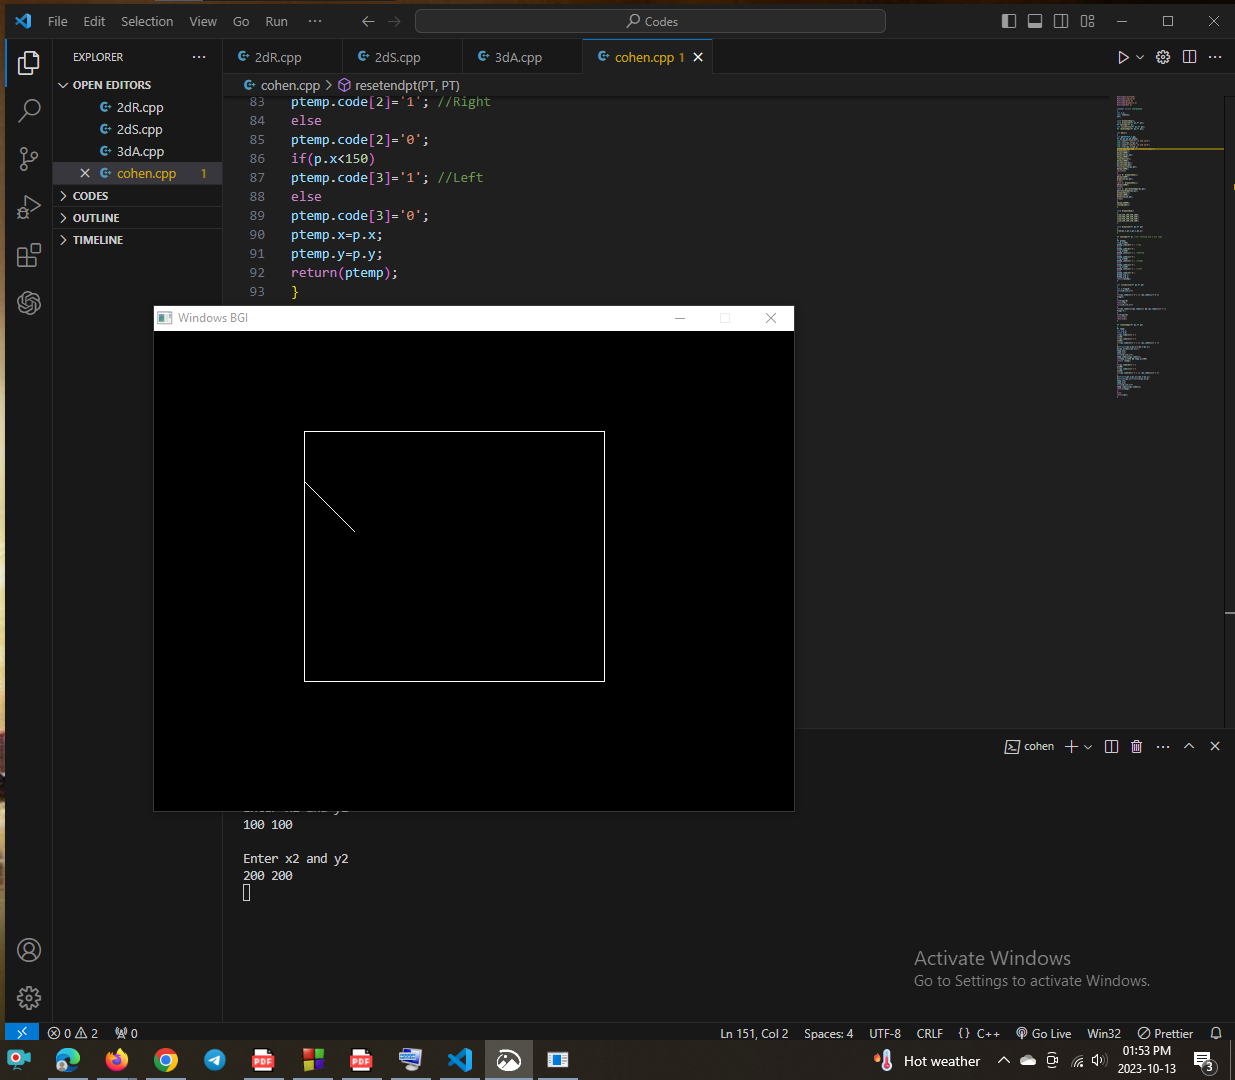 File Edit Selection View Go Run ··· Codes
EXPLORER ···
2dR.cpp 2dS.cpp 3dA.cpp cohen.cpp 1
OPEN EDITORS
cohen.cpp > resetendpt(PT, PT)
2dR.cpp
2dS.cpp
3dA.cpp
cohen.cpp 1
CODES
OUTLINE
TIMELINE
83 ptemp.code[2]='1'; //Right
84 else
85 ptemp.code[2]='0';
86 if(p.x<150)
87 ptemp.code[3]='1'; //Left
88 else
89 ptemp.code[3]='0';
90 ptemp.x=p.x;
91 ptemp.y=p.y;
92 return(ptemp);
93 }
Windows BGI
cohen
100 100
Enter x2 and y2
200 200
Activate Windows
Go to Settings to activate Windows.
0 2 0 Ln 151, Col 2 Spaces: 4 UTF-8 CRLF {} C++ Go Live Win32 Prettier
PDF PDF Hot weather 01:53 PM
2023-10-13 3